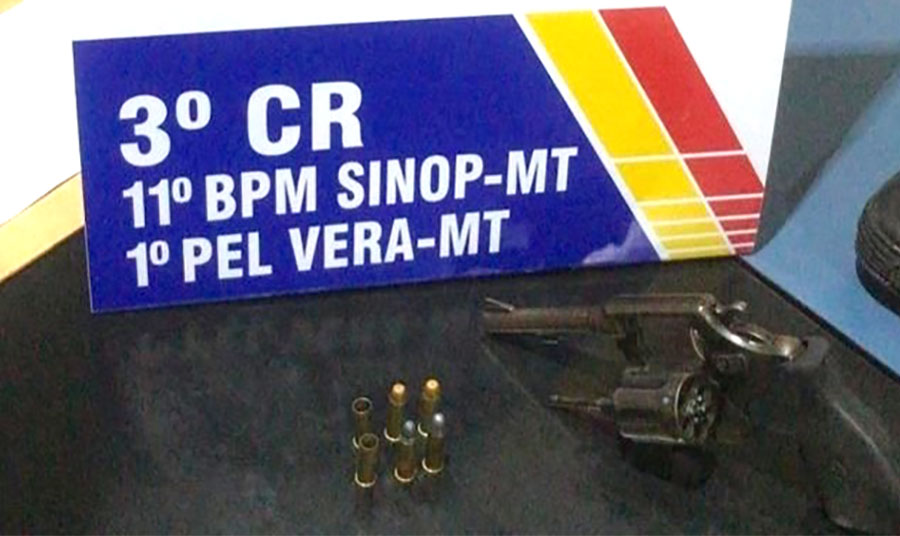 3º CR
11º BPM SINOP-MT
1º PEL VERA-MT